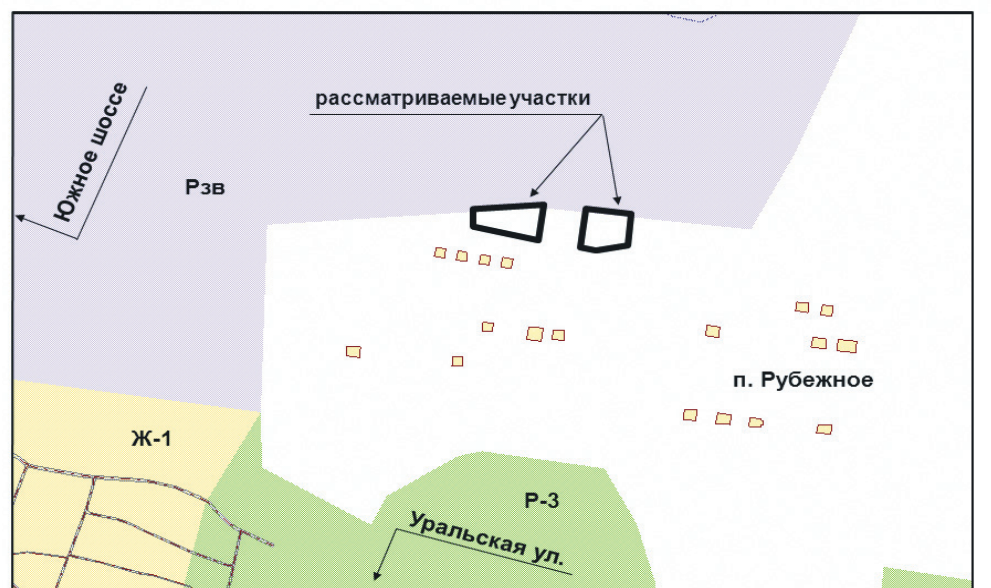 рассматриваемые участки
Южное шоссе
Рзв
п. Рубежное
Ж-1
Р-3
Уральская ул.